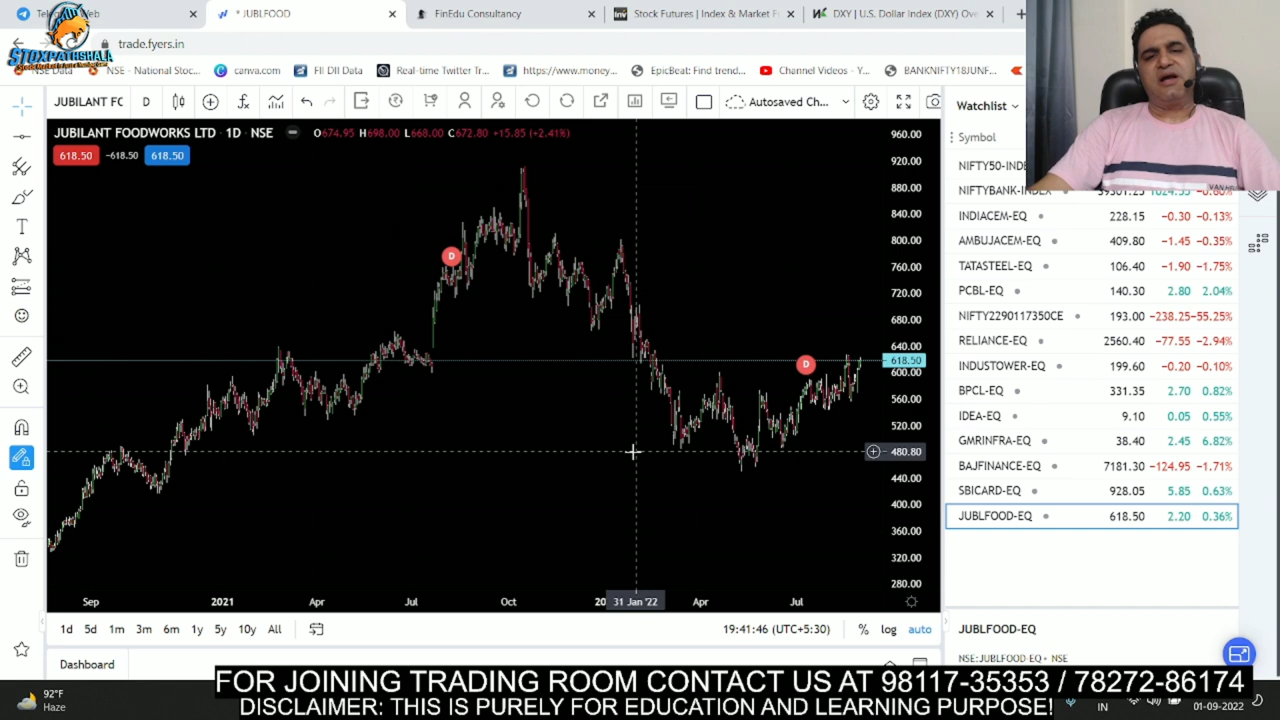 Web
* JUBLFOOD
FinEdu Consultancy
Stock Futures | Index & Market F
DXY | U.S. Dollar Index (DXY) Ove
STOXPATHSHALA
trade.fyers.in
NSE Data
NSE - National Stoc...
canva.com
FII DII Data
Real-time Twitter Tr...
https://www.money...
EpicBeat: Find trend...
Channel Videos - Y...
BANKNIFTY18JUNF...
JUBILANT FC
D
Autosaved Ch...
Watchlist
JUBILANT FOODWORKS LTD · 1D · NSE
O674.95 H698.00 L668.00 C672.80 +15.85 (+2.41%)
618.50
−618.50
618.50
Symbol
NIFTY50-INDE
NIFTYBANK-INDEX 39301.25
INDIACEM-EQ 228.15 −0.30 −0.13%
AMBUJACEM-EQ 409.80 −1.45 −0.35%
TATASTEEL-EQ 106.40 −1.90 −1.75%
PCBL-EQ 140.30 2.80 2.04%
NIFTY2290117350CE 193.00 −238.25 −55.25%
RELIANCE-EQ 2560.40 −77.55 −2.94%
INDUSTOWER-EQ 199.60 −0.20 −0.10%
BPCL-EQ 331.35 2.70 0.82%
IDEA-EQ 9.10 0.05 0.55%
GMRINFRA-EQ 38.40 2.45 6.82%
BAJFINANCE-EQ 7181.30 −124.95 −1.71%
SBICARD-EQ 928.05 5.85 0.63%
JUBLFOOD-EQ 618.50 2.20 0.36%
960.00
920.00
880.00
840.00
800.00
760.00
720.00
680.00
640.00
618.50
600.00
560.00
520.00
480.80
440.00
400.00
360.00
320.00
280.00
D
D
Sep 2021 Apr Jul Oct 20 31 Jan '22 Apr Jul
1d 5d 1m 3m 6m 1y 5y 10y All
19:41:46 (UTC+5:30) % log auto
JUBLFOOD-EQ
NSE:JUBLFOOD-EQ • NSE
Dashboard
FOR JOINING TRADING ROOM CONTACT US AT 98117-35353 / 78272-86174
DISCLAIMER: THIS IS PURELY FOR EDUCATION AND LEARNING PURPOSE!
92°F
Haze
IN
01-09-2022